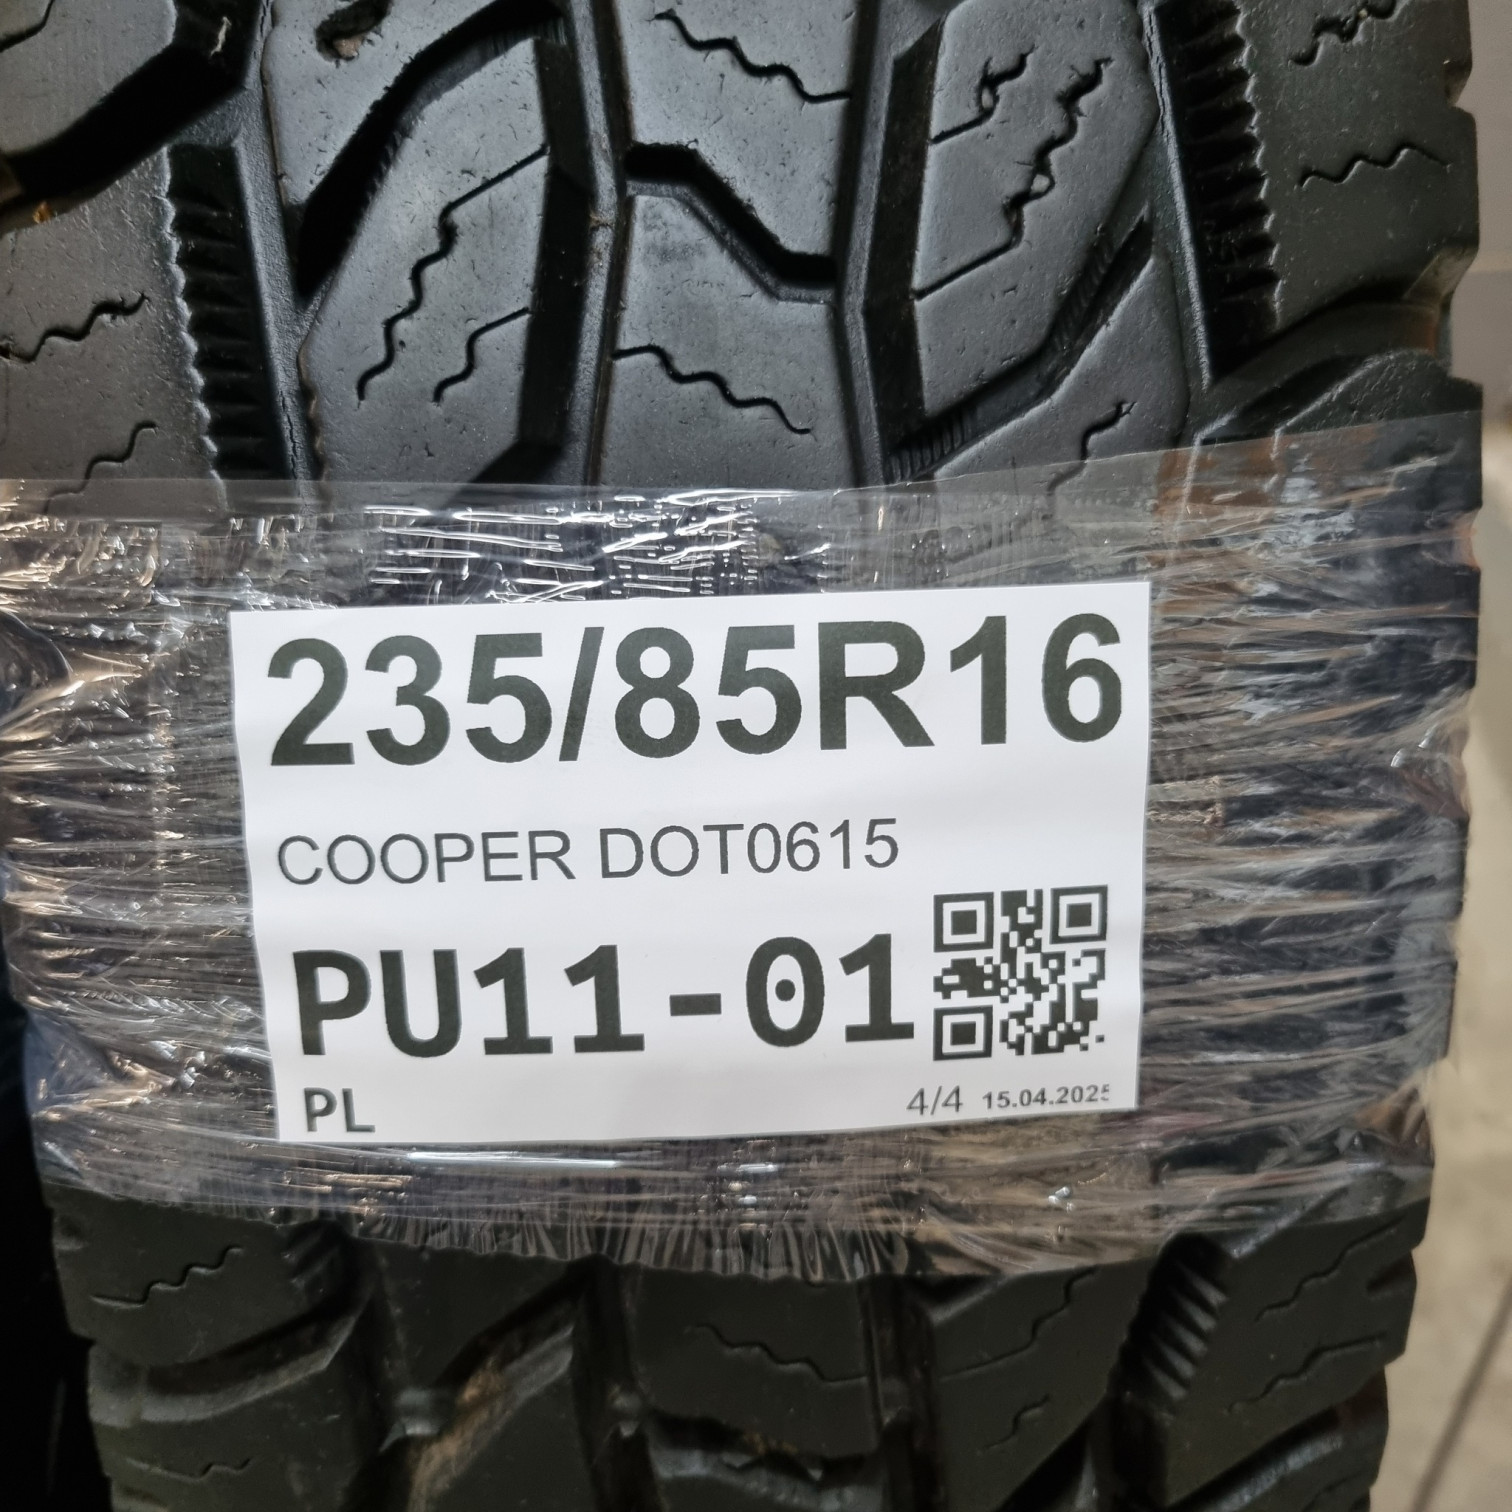 235/85R16
COOPER DOT0615
PU11-01
PL
4/4 15.04.2025